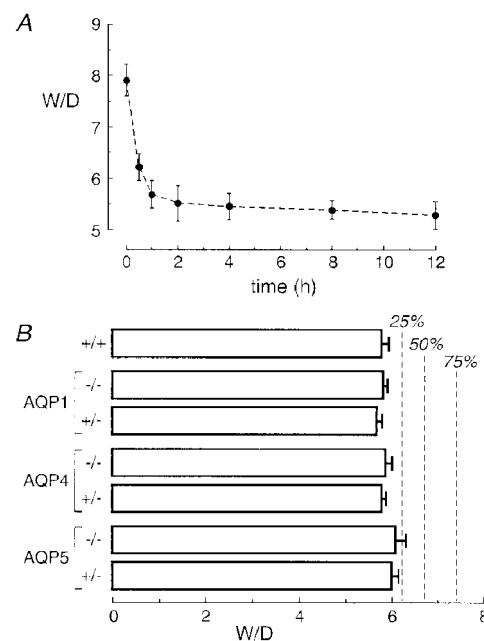 A
9
8
W/D
7
6
5
0 2 4 6 8 10 12
time (h)
B
25%
50%
75%
+/+
-/-
AQP1
+/-
-/-
AQP4
+/-
-/-
AQP5
+/-
0 2 4 6 8
W/D